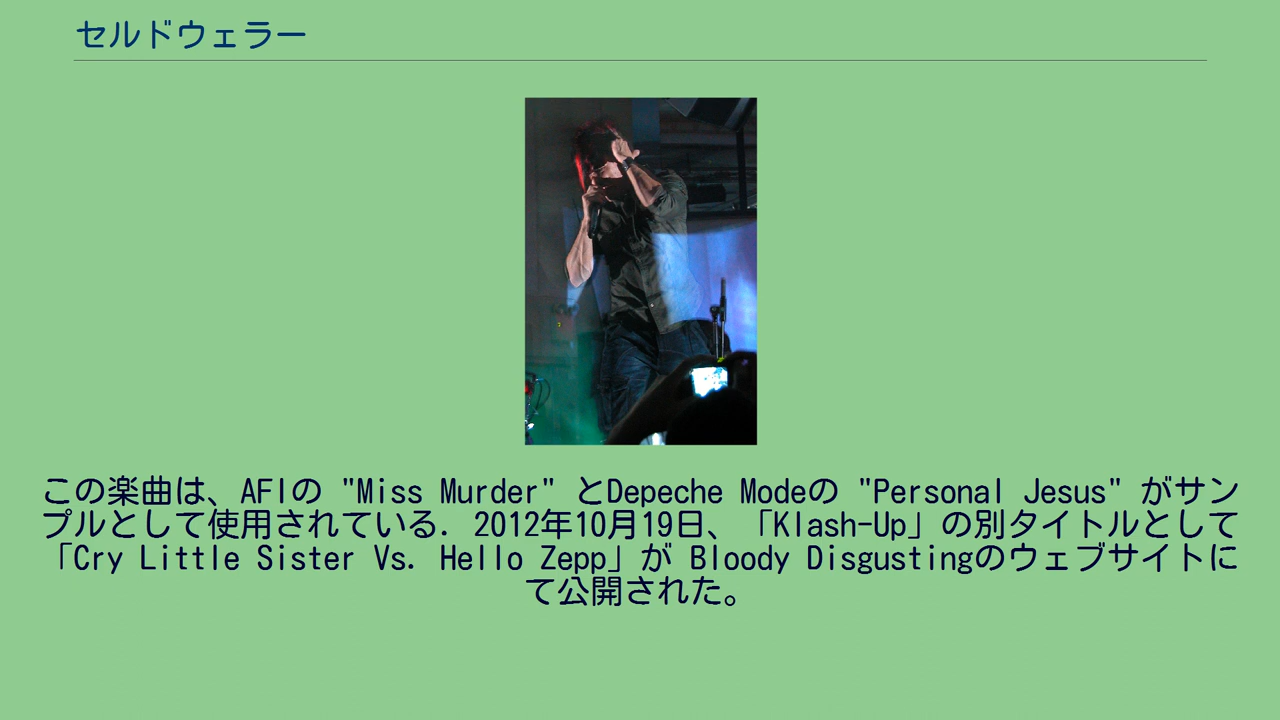 セルドウェラー
この楽曲は、AFIの "Miss Murder" とDepeche Modeの "Personal Jesus" がサン
プルとして使用されている. 2012年10月19日、「Klash-Up」の別タイトルとして
「Cry Little Sister Vs. Hello Zepp」が Bloody Disgustingのウェブサイトに
て公開された。